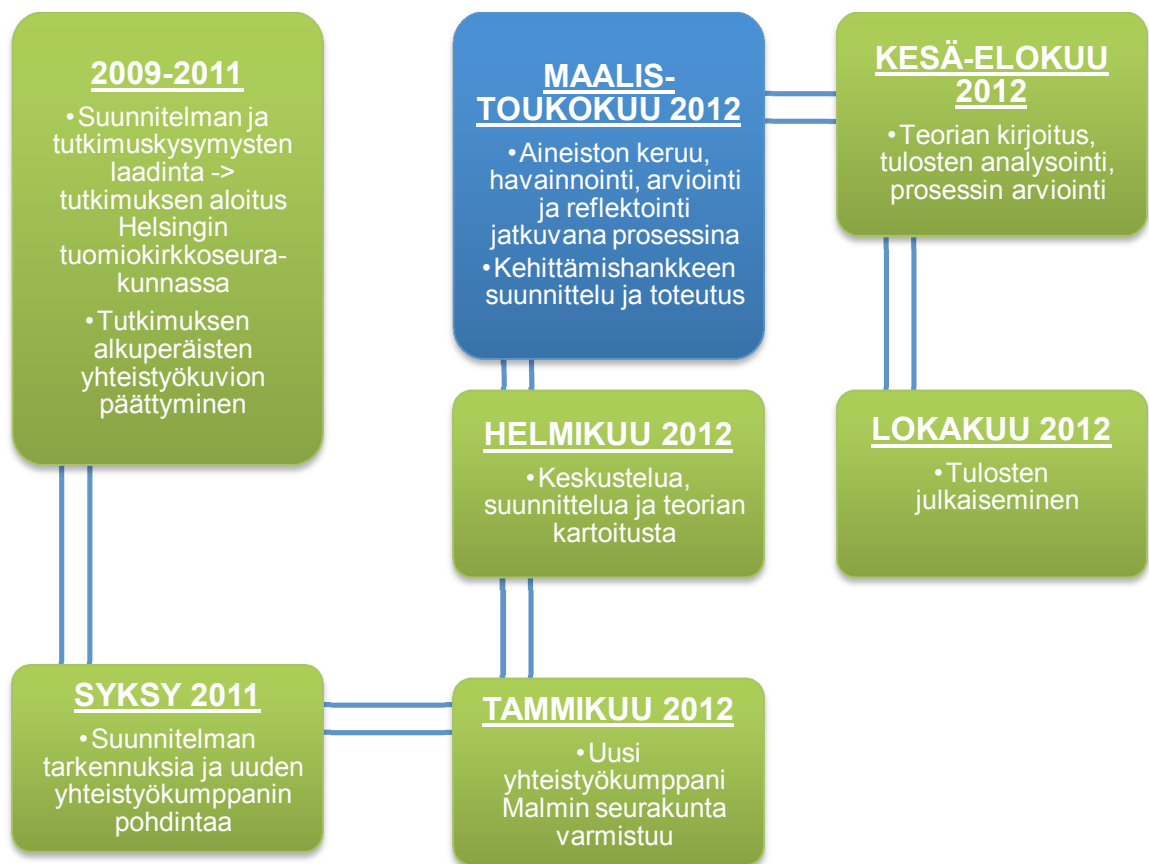 2009-2011
•Suunnitelman ja
tutkimuskysymysten
laadinta ->
tutkimuksen aloitus
Helsingin
tuomiokirkkoseura-
kunnassa
•Tutkimuksen
alkuperäisten
yhteistyökuvion
päättyminen
SYKSY 2011
•Suunnitelman
tarkennuksia ja uuden
yhteistyökumppanin
pohdintaa
TAMMIKUU 2012
•Uusi
yhteistyökumppani
Malmin seurakunta
varmistuu
HELMIKUU 2012
•Keskustelua,
suunnittelua ja teorian
kartoitusta
MAALIS-
TOUKOKUU 2012
•Aineiston keruu,
havainnointi, arviointi
ja reflektointi
jatkuvana prosessina
•Kehittämishankkeen
suunnittelu ja toteutus
KESÄ-ELOKUU
2012
•Teorian kirjoitus,
tulosten analysointi,
prosessin arviointi
LOKAKUU 2012
•Tulosten
julkaiseminen